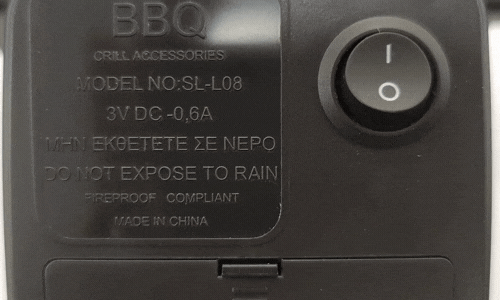 BBQ
GRILL ACCESSORIES
MODEL NO:SL-L08
3V DC -0,6A
ΜΗΝ ΕΚΘΕΤΕΤΕ ΣΕ ΝΕΡΟ
DO NOT EXPOSE TO RAIN
FIREPROOF COMPLIANT
MADE IN CHINA
I
O